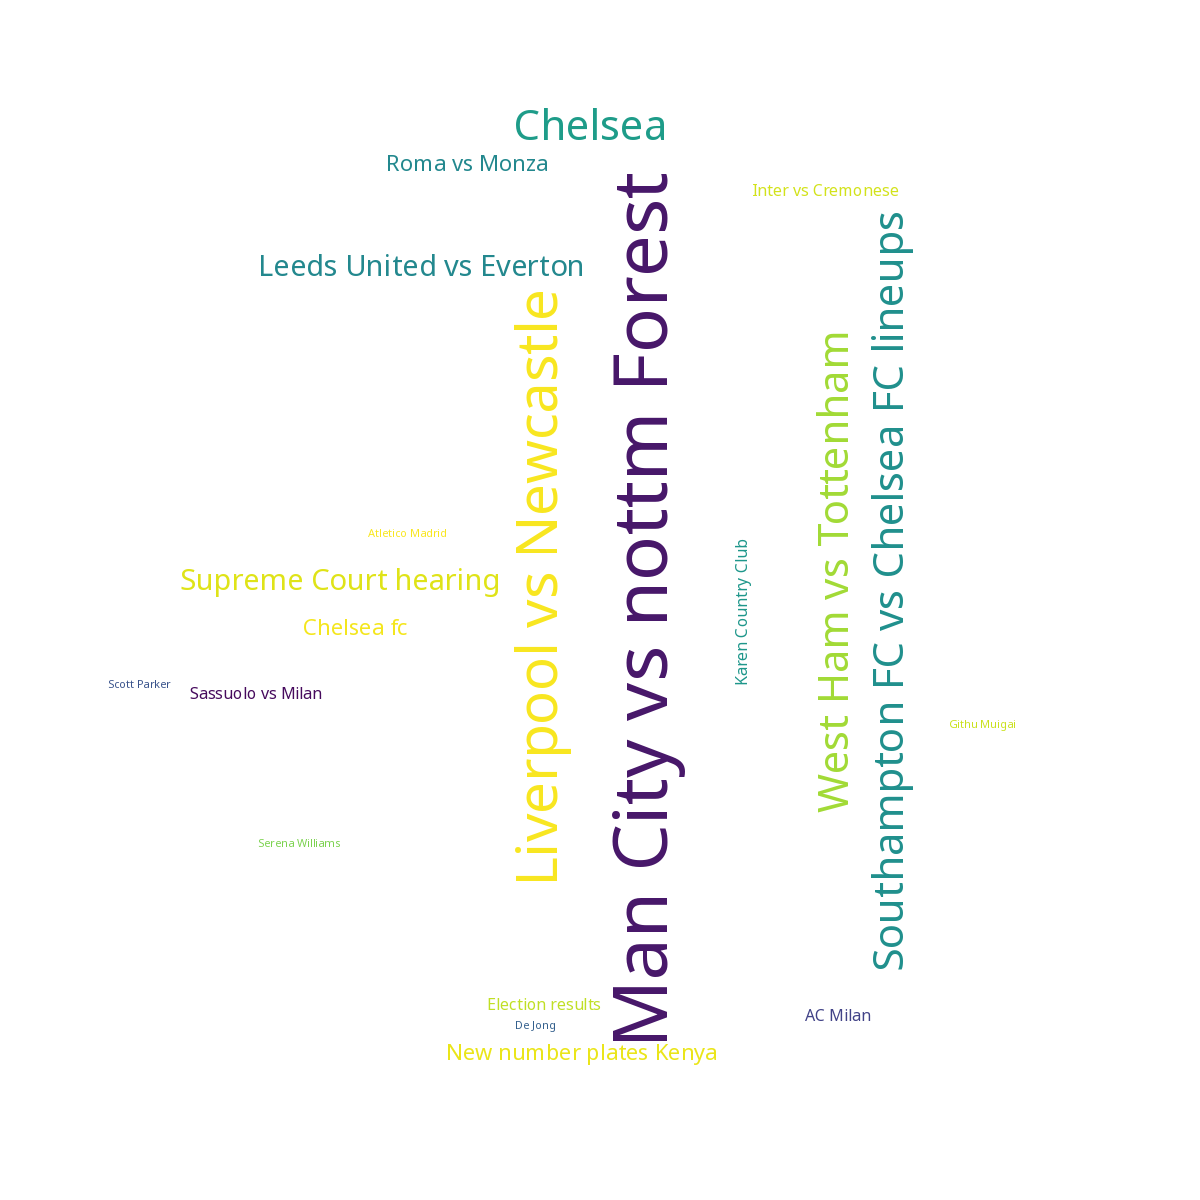 Chelsea
Roma vs Monza
Inter vs Cremonese
Leeds United vs Everton
Liverpool vs Newcastle
Man City vs nottm Forest
West Ham vs Tottenham
Southampton FC vs Chelsea FC lineups
Atletico Madrid
Karen Country Club
Supreme Court hearing
Chelsea fc
Scott Parker
Sassuolo vs Milan
Githu Muigai
Serena Williams
Election results
De Jong
AC Milan
New number plates Kenya